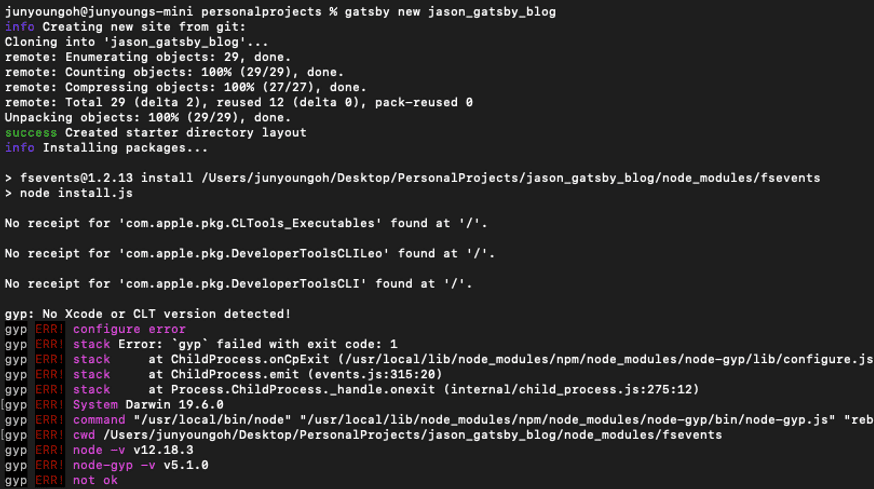 junyoungoh@junyoungs-mini personalprojects % gatsby new jason_gatsby_blog
info Creating new site from git:
Cloning into 'jason_gatsby_blog'...
remote: Enumerating objects: 29, done.
remote: Counting objects: 100% (29/29), done.
remote: Compressing objects: 100% (27/27), done.
remote: Total 29 (delta 2), reused 12 (delta 0), pack-reused 0
Unpacking objects: 100% (29/29), done.
success Created starter directory layout
info Installing packages...
> fsevents@1.2.13 install /Users/junyoungoh/Desktop/PersonalProjects/jason_gatsby_blog/node_modules/fsevents
> node install.js
No receipt for 'com.apple.pkg.CLTools_Executables' found at '/'.
No receipt for 'com.apple.pkg.DeveloperToolsCLILeo' found at '/'.
No receipt for 'com.apple.pkg.DeveloperToolsCLI' found at '/'.
gyp: No Xcode or CLT version detected!
gyp ERR! configure error
gyp ERR! stack Error: `gyp` failed with exit code: 1
gyp ERR! stack     at ChildProcess.onCpExit (/usr/local/lib/node_modules/npm/node_modules/node-gyp/lib/configure.js
gyp ERR! stack     at ChildProcess.emit (events.js:315:20)
gyp ERR! stack     at Process.ChildProcess._handle.onexit (internal/child_process.js:275:12)
gyp ERR! System Darwin 19.6.0
gyp ERR! command "/usr/local/bin/node" "/usr/local/lib/node_modules/npm/node_modules/node-gyp/bin/node-gyp.js" "reb
gyp ERR! cwd /Users/junyoungoh/Desktop/PersonalProjects/jason_gatsby_blog/node_modules/fsevents
gyp ERR! node -v v12.18.3
gyp ERR! node-gyp -v v5.1.0
gyp ERR! not ok